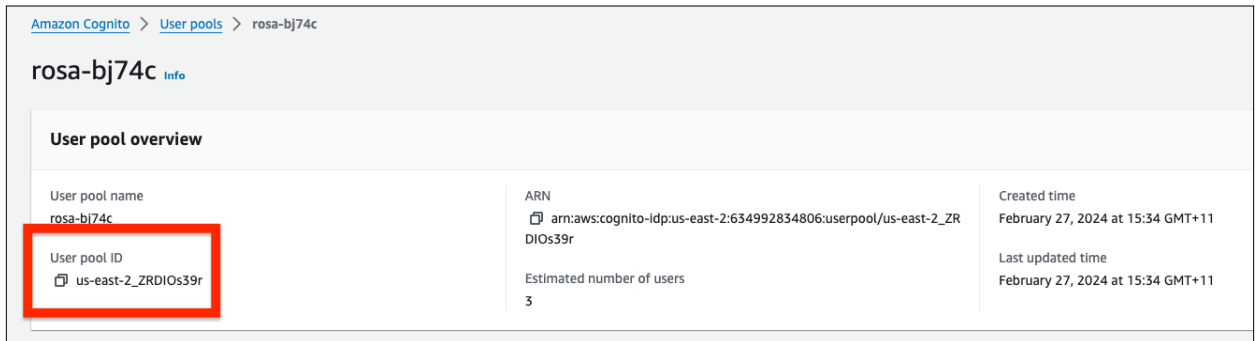 Amazon Cognito > User pools > rosa-bj74c
rosa-bj74c Info
User pool overview
User pool name
rosa-bj74c
User pool ID
us-east-2_ZRDIOs39r
ARN
arn:aws:cognito-idp:us-east-2:634992834806:userpool/us-east-2_ZR
DIOs39r
Estimated number of users
3
Created time
February 27, 2024 at 15:34 GMT+11
Last updated time
February 27, 2024 at 15:34 GMT+11